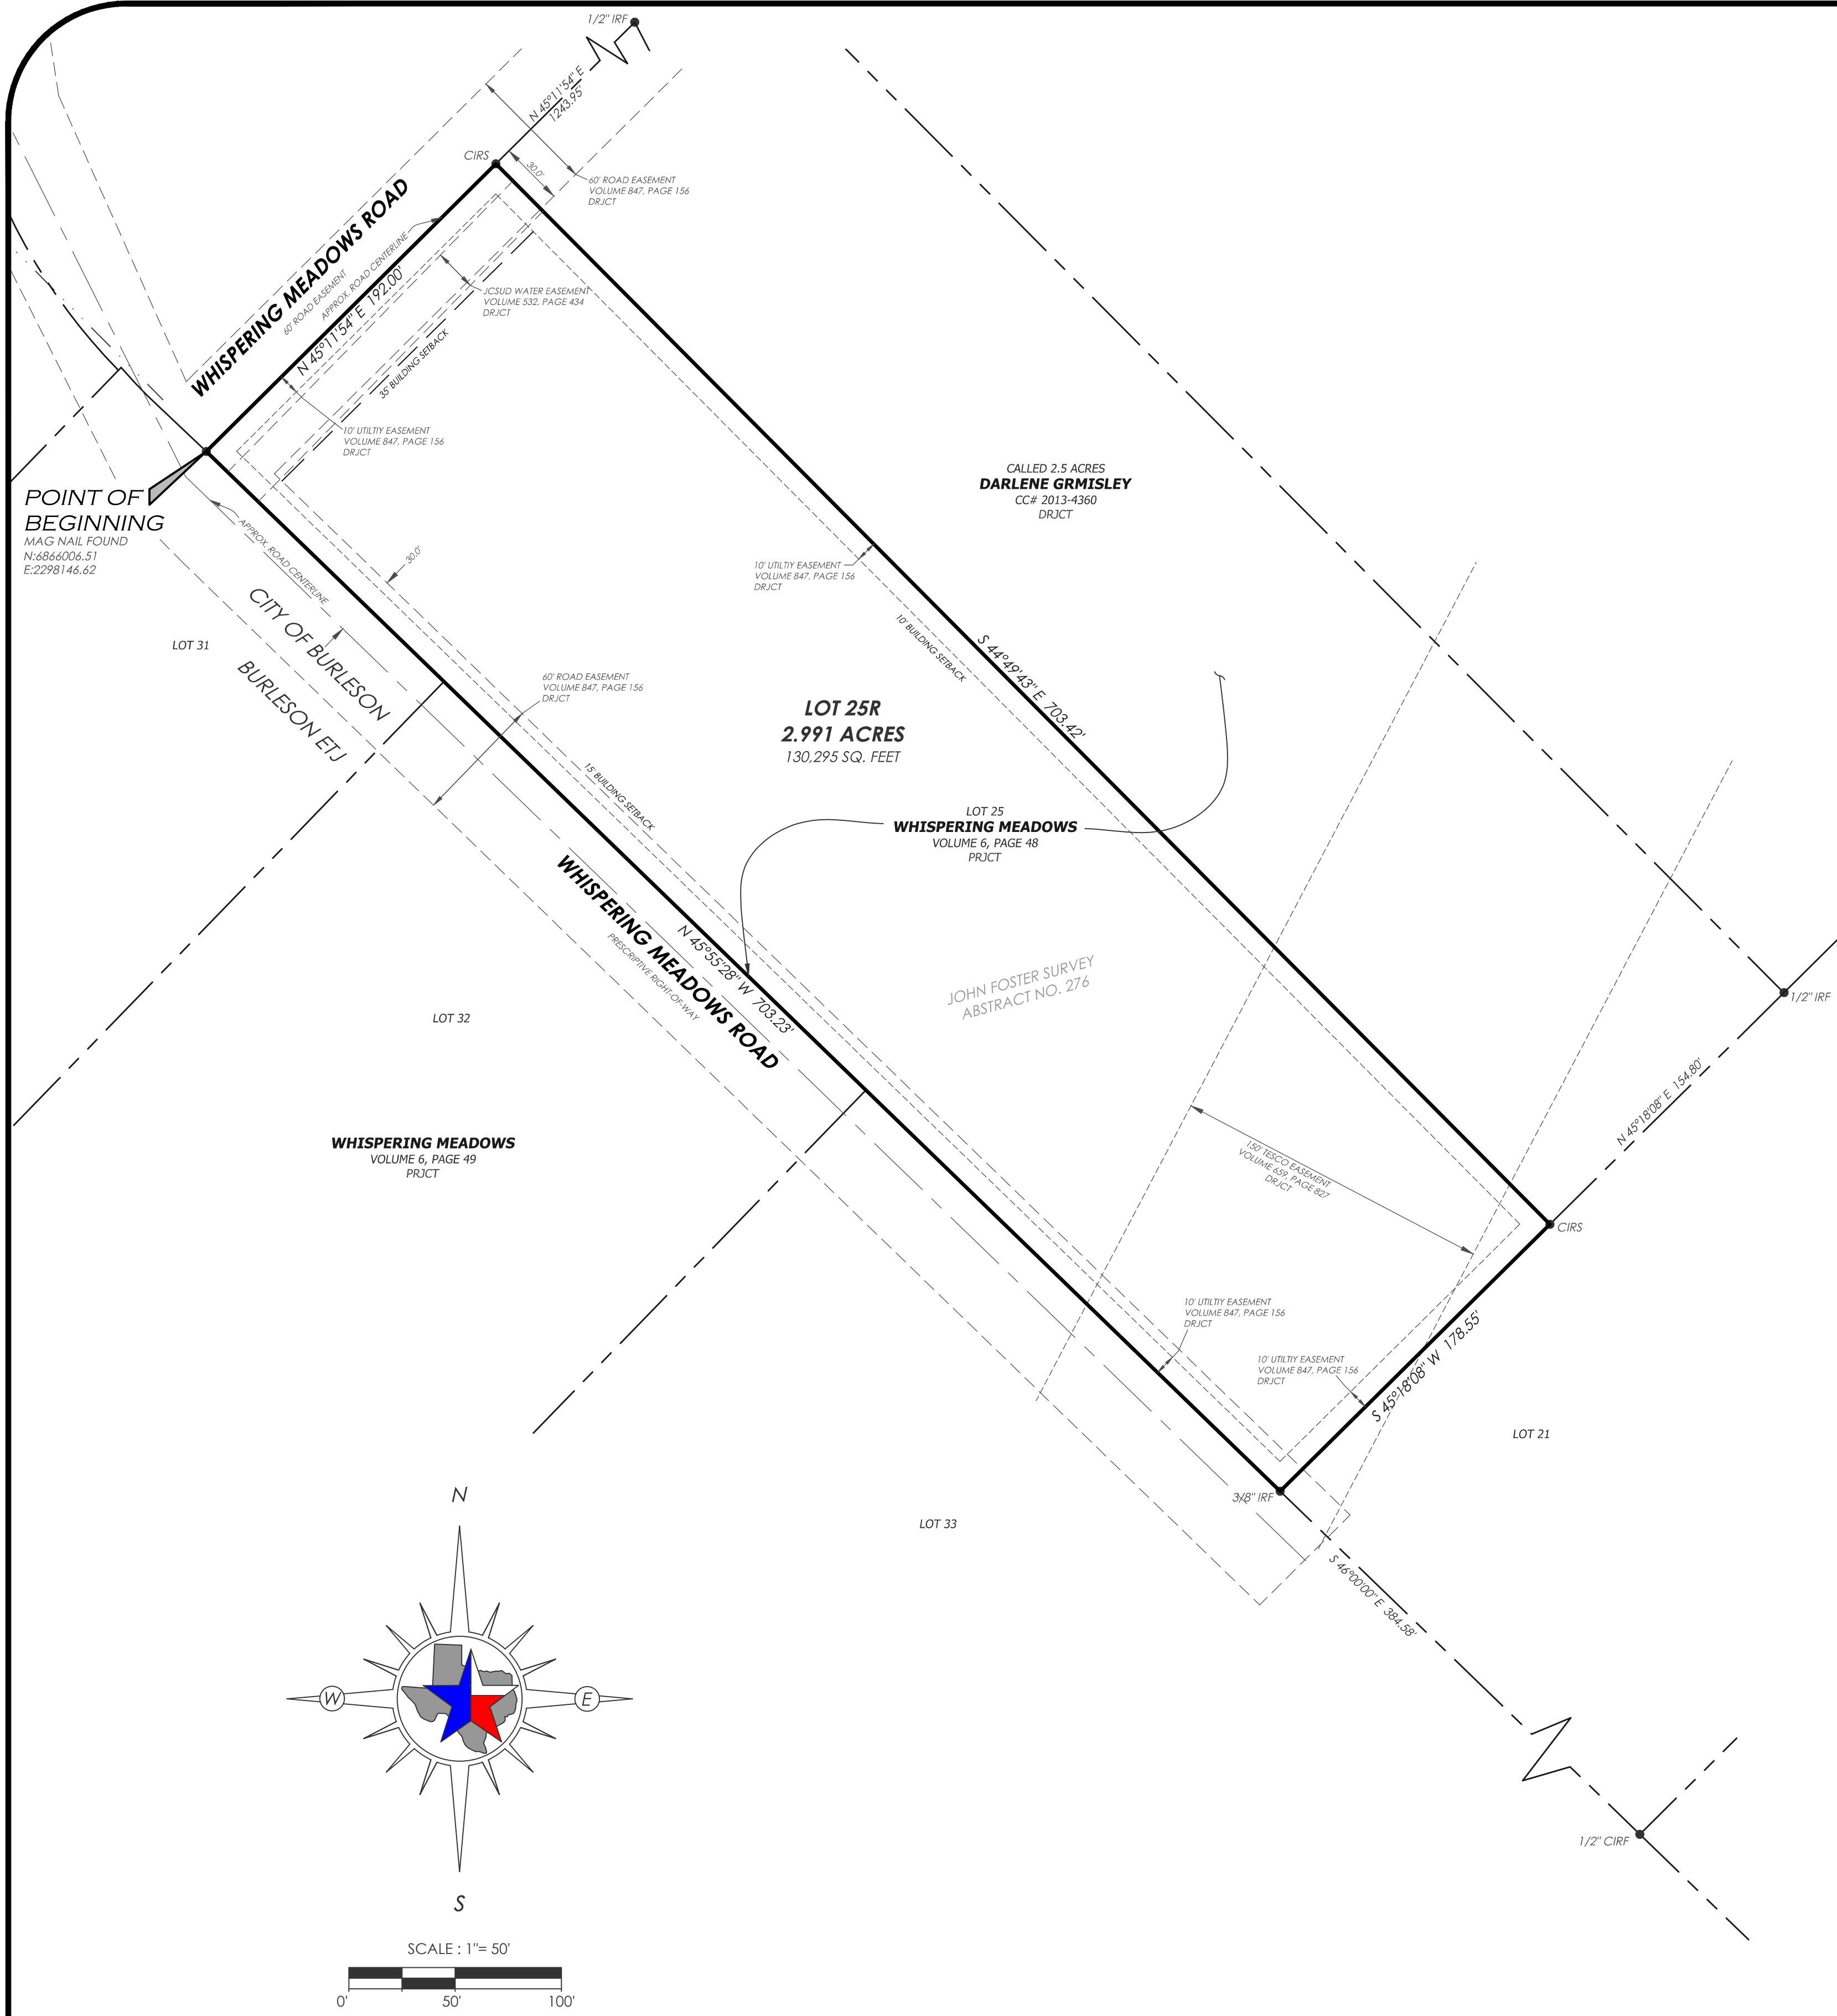 1/2" IRF
N 45°11'54" E
1243.95'
CIRS
30.0'
60' ROAD EASEMENT
VOLUME 847, PAGE 156
DRJCT
WHISPERING MEADOWS ROAD
60' ROAD EASEMENT
APPROX. ROAD CENTERLINE
N 45°11'54" E 192.00'
JCSUD WATER EASEMENT
VOLUME 532, PAGE 434
DRJCT
35' BUILDING SETBACK
10' UTILTIY EASEMENT
VOLUME 847, PAGE 156
DRJCT
POINT OF
BEGINNING
MAG NAIL FOUND
N:6866006.51
E:2298146.62
APPROX. ROAD CENTERLINE
30.0'
CALLED 2.5 ACRES
DARLENE GRMISLEY
CC# 2013-4360
DRJCT
10' UTILTIY EASEMENT
VOLUME 847, PAGE 156
DRJCT
10' BUILDING SETBACK
S 44°49'43" E 703.42'
CITY OF BURLESON
BURLESON ETJ
LOT 31
60' ROAD EASEMENT
VOLUME 847, PAGE 156
DRJCT
LOT 25R
2.991 ACRES
130,295 SQ. FEET
15' BUILDING SETBACK
LOT 25
WHISPERING MEADOWS
VOLUME 6, PAGE 48
PRJCT
WHISPERING MEADOWS ROAD
PRESCRIPTIVE RIGHT-OF-WAY
N 45°55'28" W 703.23'
JOHN FOSTER SURVEY
ABSTRACT NO. 276
1/2" IRF
LOT 32
N 45°18'08" E 154.80'
WHISPERING MEADOWS
VOLUME 6, PAGE 49
PRJCT
150' TESCO EASEMENT
VOLUME 659, PAGE 827
DRJCT
CIRS
10' UTILTIY EASEMENT
VOLUME 847, PAGE 156
DRJCT
10' UTILTIY EASEMENT
VOLUME 847, PAGE 156
DRJCT
S 45°18'08" W 178.55'
LOT 21
3/8" IRF
LOT 33
S 46°00'00" E 384.58'
1/2" CIRF
N
W
E
S
SCALE : 1"= 50'
0'
50'
100'